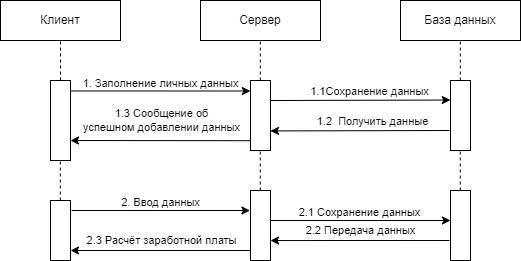 Клиент
Сервер
База данных
1. Заполнение личных данных
1.1Сохранение данных
1.3 Сообщение об
успешном добавлении данных
1.2 Получить данные
2. Ввод данных
2.1 Сохранение данных
2.2 Передача данных
2.3 Расчёт заработной платы